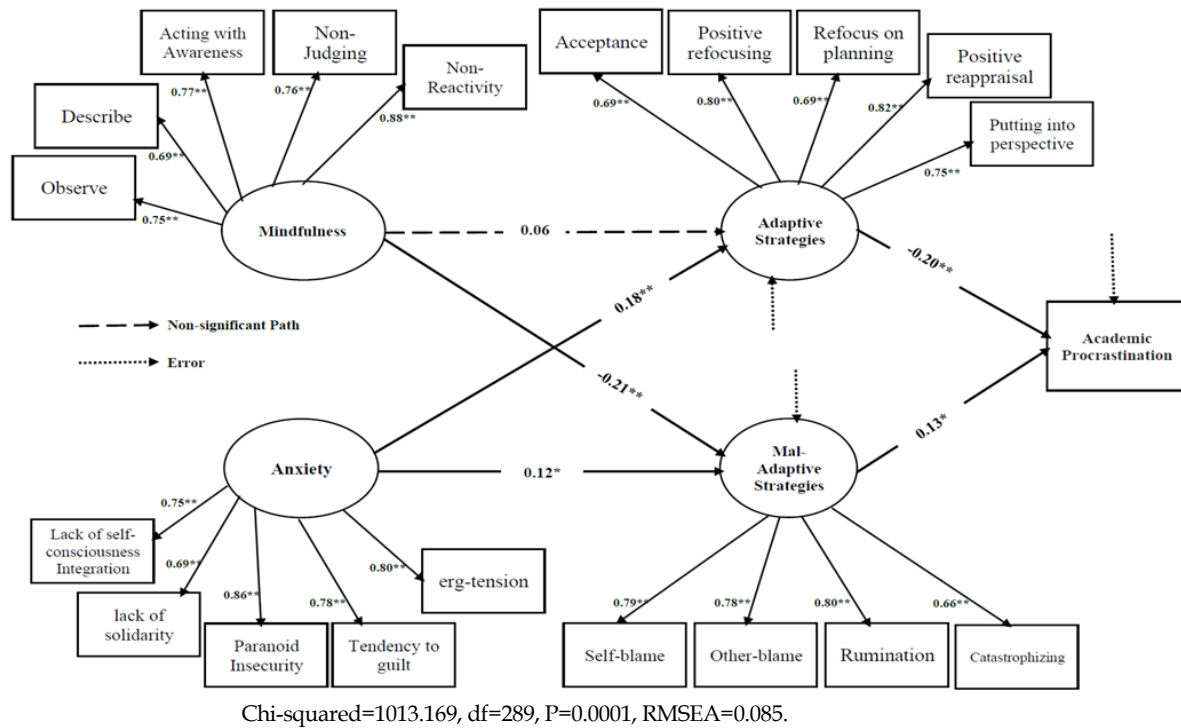 Acting with
Awareness
Non-
Judging
Non-
Reactivity
Describe
Observe
0.77**
0.76**
0.88**
0.69**
0.75**
Mindfulness
Acceptance
Positive
refocusing
Refocus on
planning
Positive
reappraisal
Putting into
perspective
0.69**
0.80**
0.69**
0.82**
0.75**
Adaptive
Strategies
0.06
0.18**
-0.21**
0.12*
-0.20**
0.13*
Non-significant Path
Error
Academic
Procrastination
Anxiety
Mal-
Adaptive
Strategies
0.75**
0.69**
0.86**
0.78**
0.80**
Lack of self-
consciousness
Integration
lack of
solidarity
Paranoid
Insecurity
Tendency to
guilt
erg-tension
0.79**
0.78**
0.80**
0.66**
Self-blame
Other-blame
Rumination
Catastrophizing
Chi-squared=1013.169, df=289, P=0.0001, RMSEA=0.085.